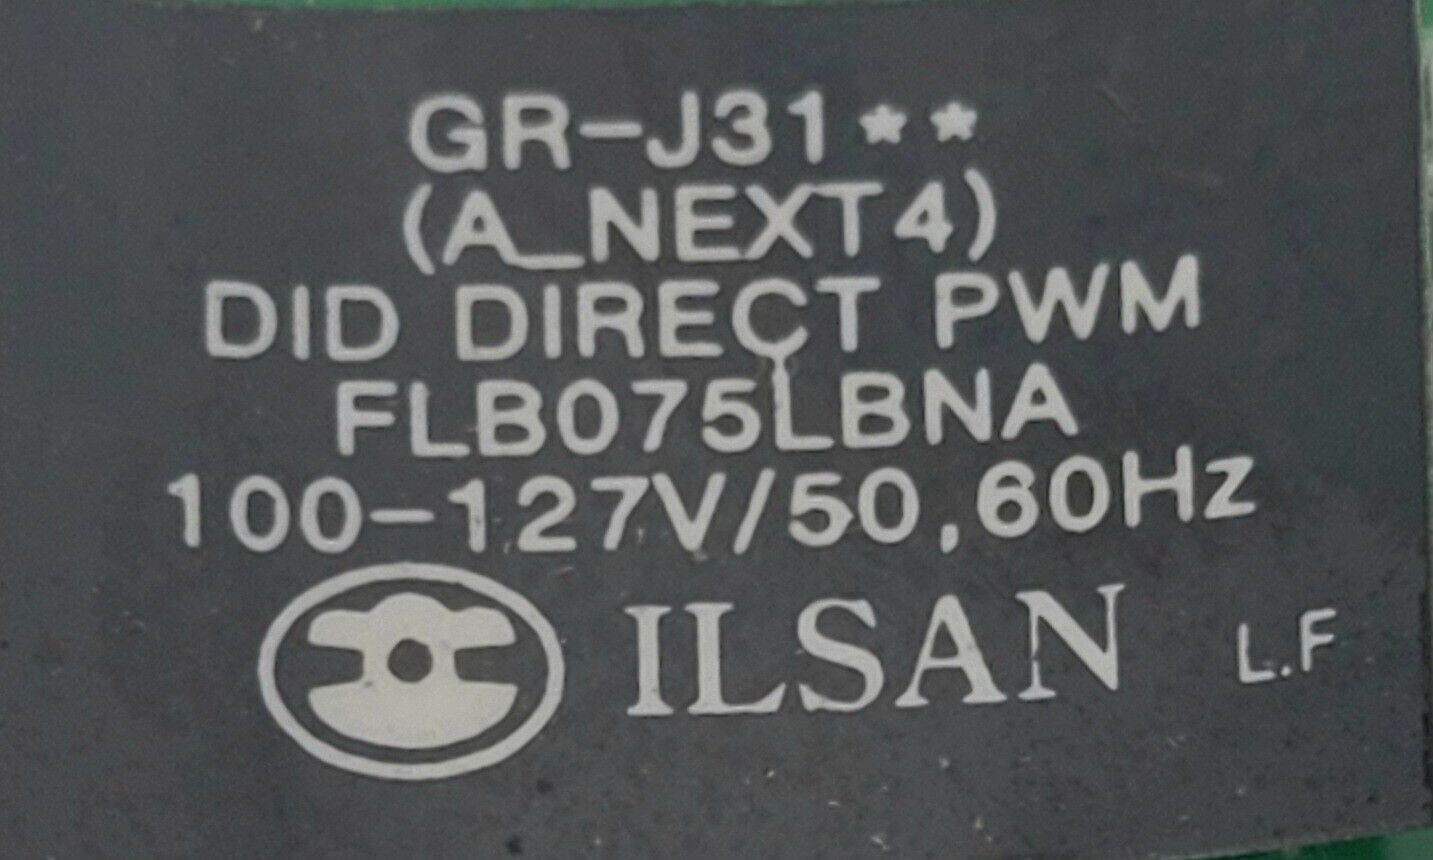 GR-J31**
(A_NEXT4)
DID DIRECT PWM
FLB075LBNA
100-127V/50,60Hz
ILSAN L.F